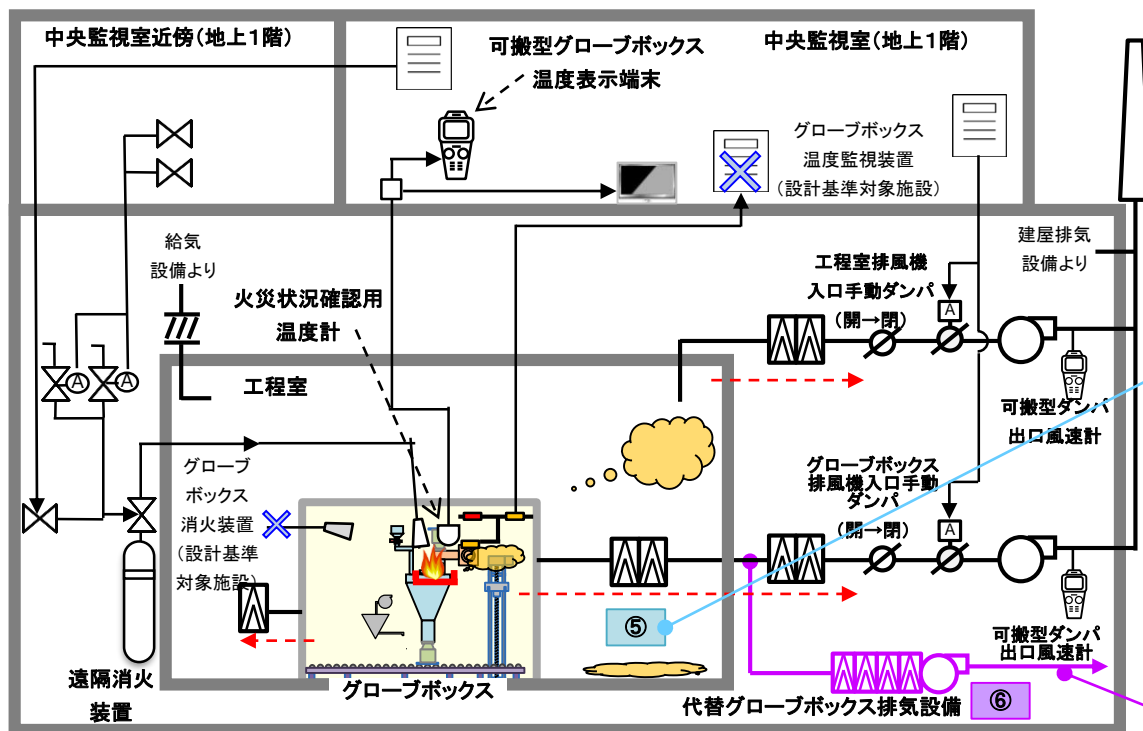 中央監視室近傍(地上1階)
可搬型グローブボックス
温度表示端末
中央監視室(地上1階)
グローブボックス
温度監視装置
(設計基準対象施設)
給気
設備より
火災状況確認用
温度計
建屋排気
設備より
工程室排風機
入口手動ダンパ
(開→閉)
A
A
A
工程室
可搬型ダンパ
出口風速計
グローブ
ボックス
消火装置
(設計基準
対象施設)
グローブボックス
排風機入口手動
ダンパ
(開→閉)
A
⑤
可搬型ダンパ
出口風速計
遠隔消火
装置
グローブボックス
代替グローブボックス排気設備
⑥